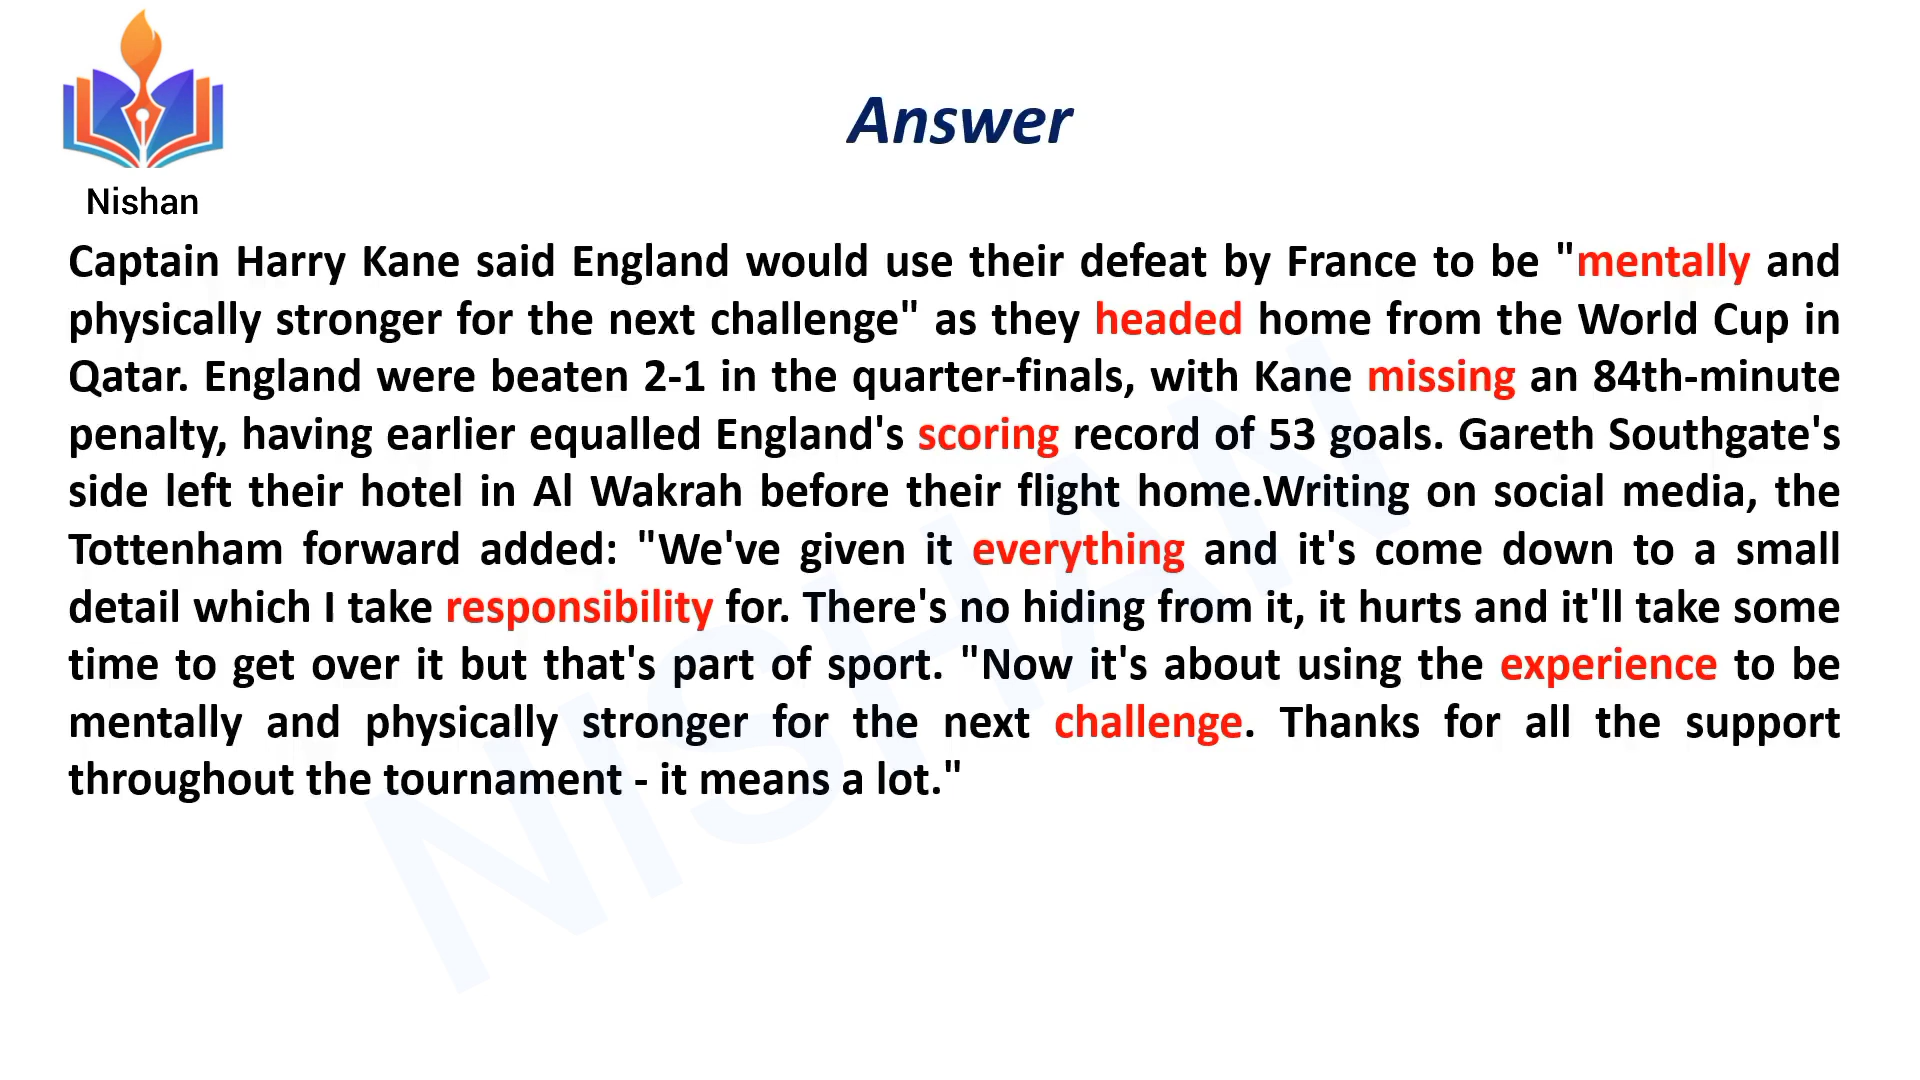 Answer
Nishan
Captain Harry Kane said England would use their defeat by France to be "mentally and
physically stronger for the next challenge" as they headed home from the World Cup in
Qatar. England were beaten 2-1 in the quarter-finals, with Kane missing an 84th-minute
penalty, having earlier equalled England's scoring record of 53 goals. Gareth Southgate's
side left their hotel in Al Wakrah before their flight home.Writing on social media, the
Tottenham forward added: "We've given it everything and it's come down to a small
detail which I take responsibility for. There's no hiding from it, it hurts and it'll take some
time to get over it but that's part of sport. "Now it's about using the experience to be
mentally and physically stronger for the next challenge. Thanks for all the support
throughout the tournament - it means a lot."
NISHAN